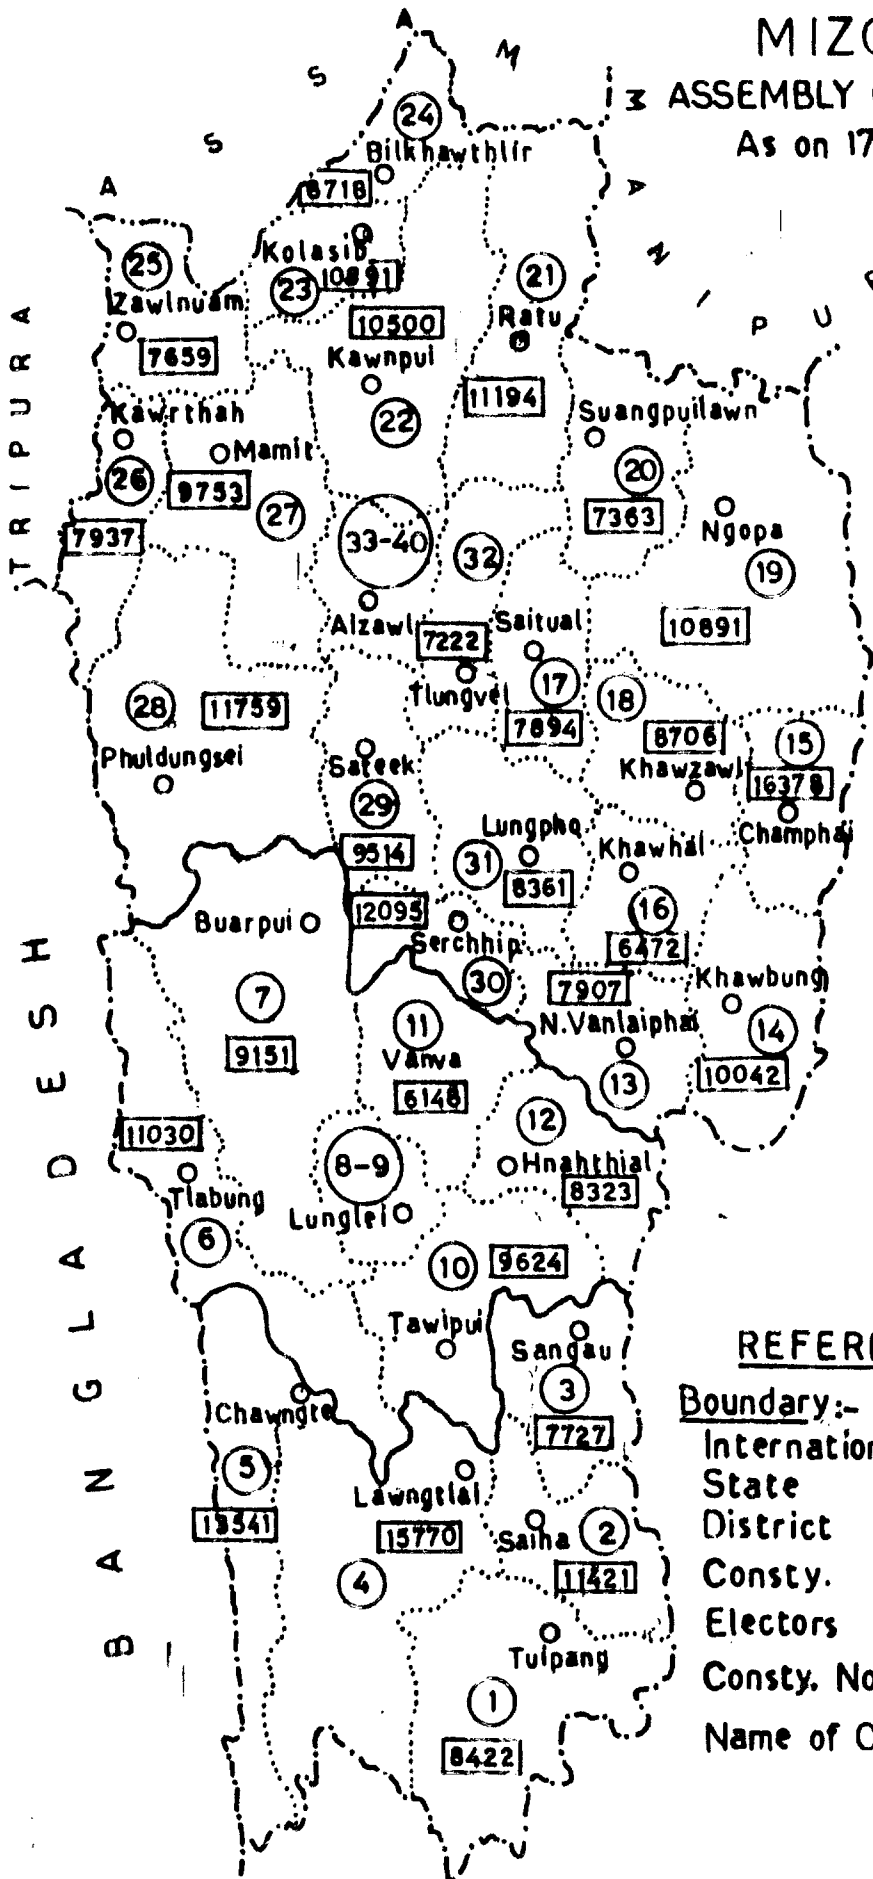 MIZO
ASSEMBLY
As on 17
ASSAM
MANIPUR
TRIPURA
BANGLADESH
24
Bilkhawthlir
8718
25
Zawlnuam
7659
Kolasib
23
10891
10500
Kawnpui
22
21
Ratu
11194
Kawrthah
26
7937
Mamit
9753
27
Suangpuilawn
20
7363
Ngopa
19
10891
33-40
Aizawl
32
7222
Tlungvel
Saitual
17
7894
18
8706
Khawzawl
15
16378
Champhai
28
11759
Phuldungsei
Sateek
29
9514
Lungpho
31
8361
Khawhai
16
6472
12095
Serchhip
30
Buarpui
7
9151
11
Vanva
6148
7907
N.Vanlaiphai
13
Khawbung
14
10042
12
Hnahthial
8323
11030
Tlabung
6
8-9
Lunglei
10
9624
Tawipui
Sangau
3
7727
Chawngte
5
13541
Lawngtlai
15770
4
Saiha
2
11421
Tuipang
1
8422
REFER
Boundary:-
Internation
State
District
Consty.
Electors
Consty. No
Name of C